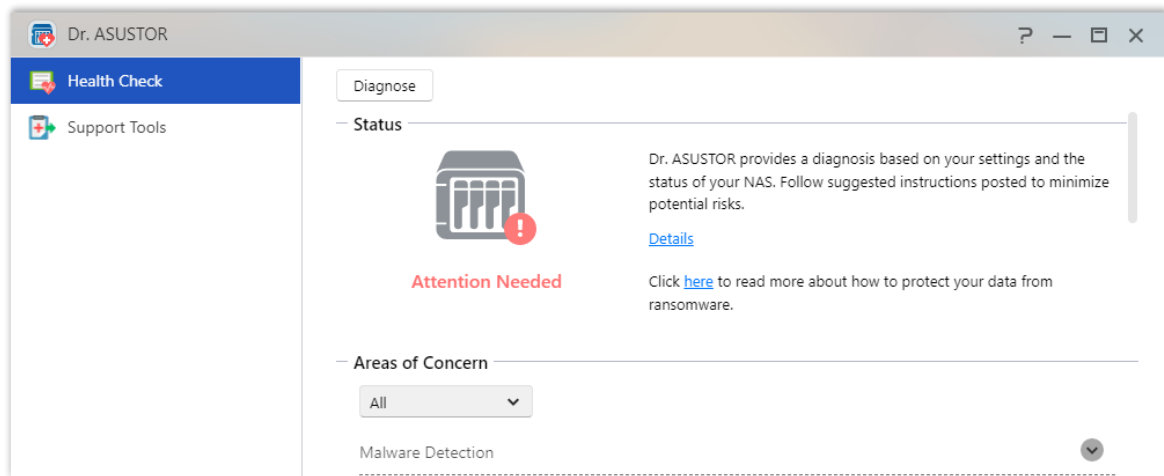 Dr. ASUSTOR
Health Check
Support Tools
Diagnose
Status
Dr. ASUSTOR provides a diagnosis based on your settings and the
status of your NAS. Follow suggested instructions posted to minimize
potential risks.
Details
Attention Needed
Click here to read more about how to protect your data from
ransomware.
Areas of Concern
All
Malware Detection